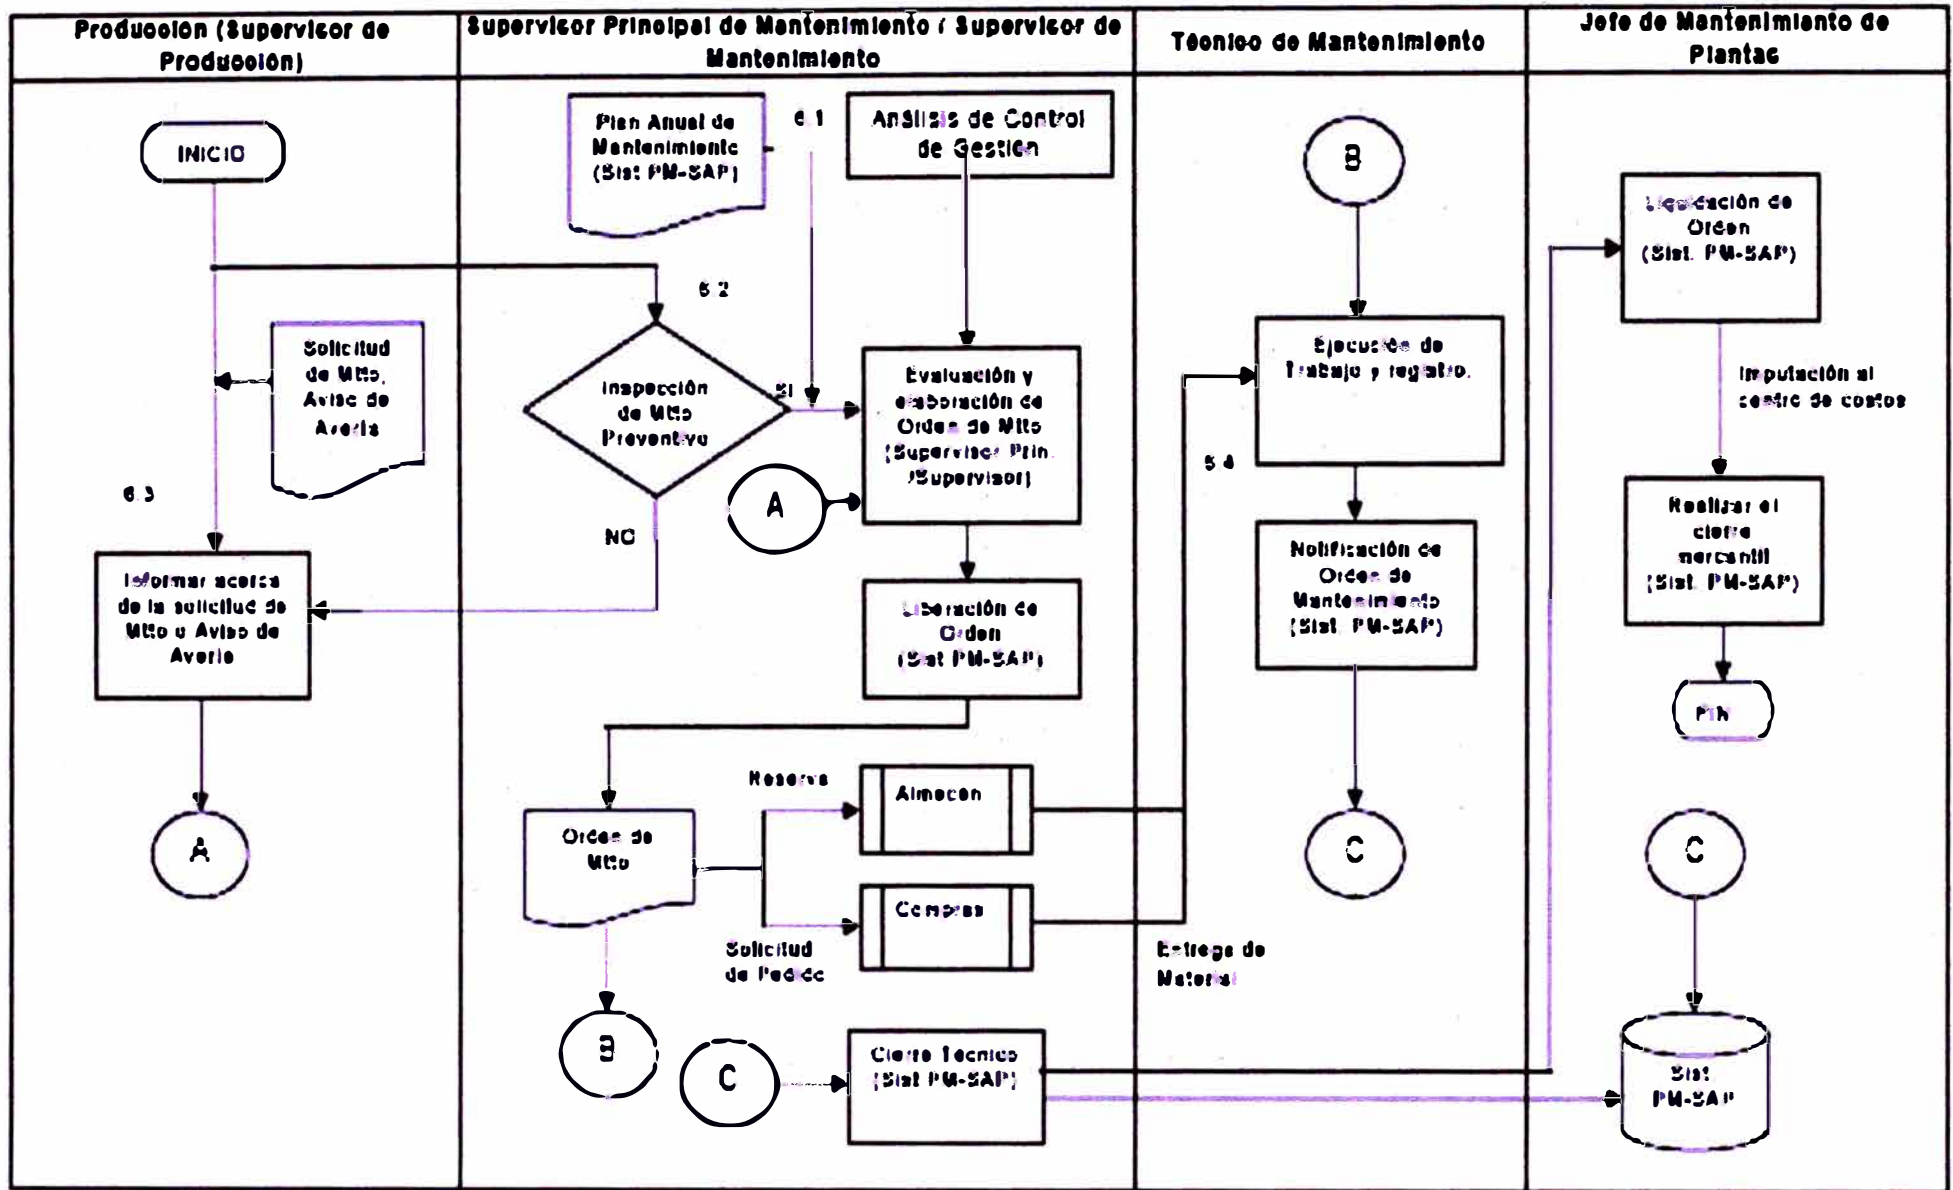 Producción (Supervisor de
Producción)
Supervisor Principal de Mantenimiento / Supervisor de
Mantenimiento
Técnico de Mantenimiento
Jefe de Mantenimiento de
Plantas
INICIO
Solicitud
de Mtto,
Aviso de
Avería
6.3
Informar acerca
de la solicitud de
Mtto o Aviso de
Avería
A
Plan Anual de
Mantenimiento
(Sist PM-SAP)
6.1
Análisis de Control
de Gestión
6.2
Inspección
de Mtto
Preventivo
SI
NO
Evaluación y
elaboración de
Orden de Mtto
(Supervisor Prin.
/Supervisor)
A
Liberación de
Orden
(Sist PM-SAP)
Orden de
Mtto
Reserva
Almacen
Solicitud
de Pedido
Compras
B
C
Cierre Técnico
(Sist PM-SAP)
B
Ejecución de
Trabajo y registro.
6.4
Notificación de
Orden de
Mantenimiento
(Sist. PM-SAP)
C
Entrega de
Material
Liquidación de
Orden
(Sist. PM-SAP)
Imputación al
centro de costos
Realizar el
cierre
mercantil
(Sist. PM-SAP)
FIN
C
Sist
PM-SAP